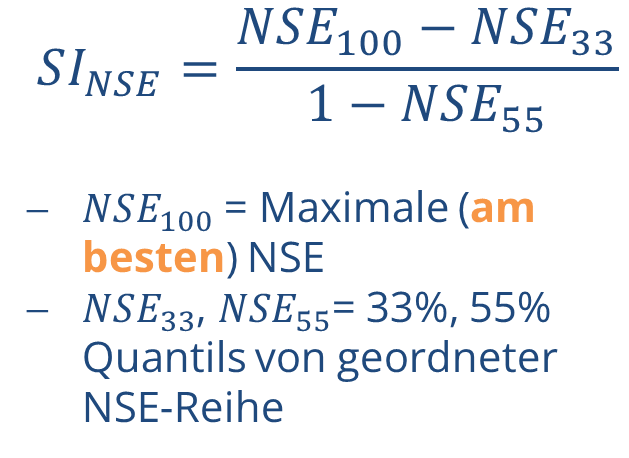 SI_NSE = (NSE_100 − NSE_33) / (1 − NSE_55)
– NSE_100 = Maximale (am
besten) NSE
– NSE_33, NSE_55= 33%, 55%
Quantils von geordneter
NSE-Reihe